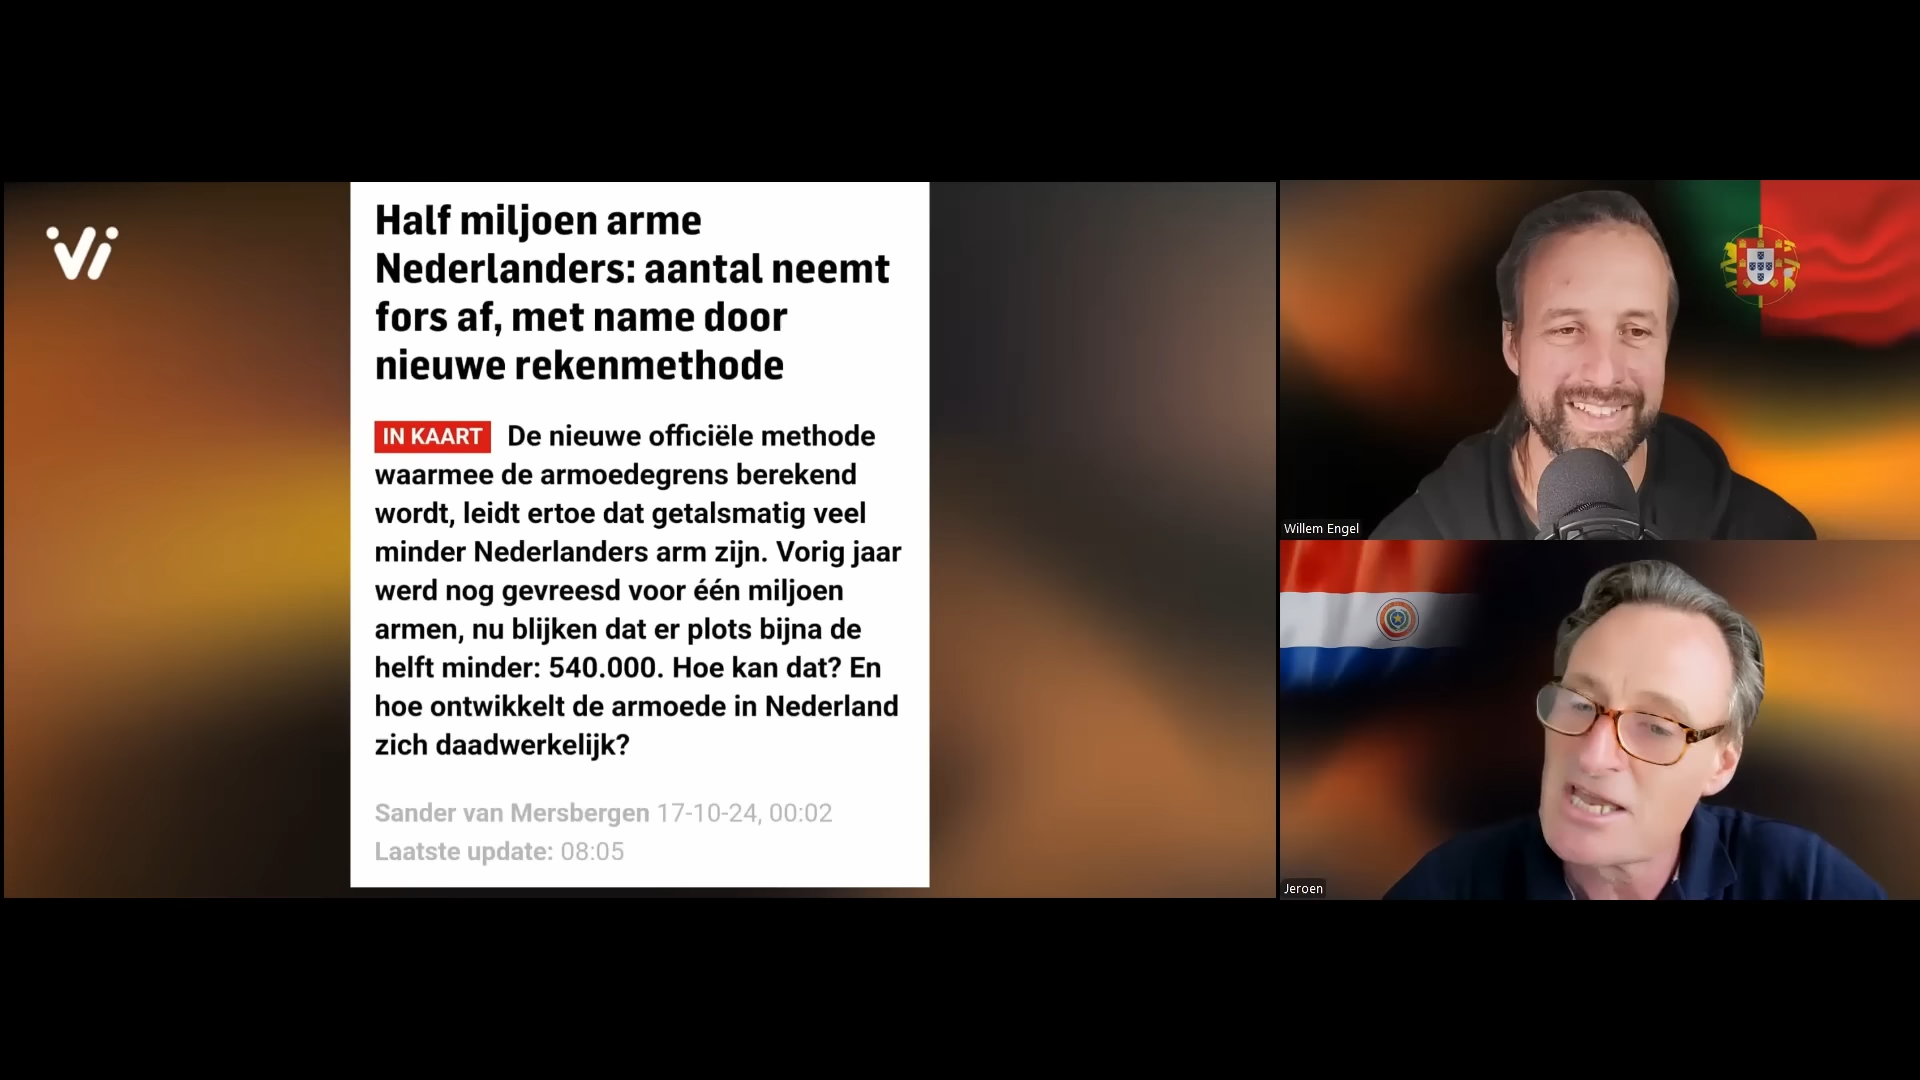 Half miljoen arme
Nederlanders: aantal neemt
fors af, met name door
nieuwe rekenmethode
IN KAART De nieuwe officiële methode
waarmee de armoedegrens berekend
wordt, leidt ertoe dat getalsmatig veel
minder Nederlanders arm zijn. Vorig jaar
werd nog gevreesd voor één miljoen
armen, nu blijken dat er plots bijna de
helft minder: 540.000. Hoe kan dat? En
hoe ontwikkelt de armoede in Nederland
zich daadwerkelijk?
Sander van Mersbergen 17-10-24, 00:02
Laatste update: 08:05
Willem Engel
Jeroen